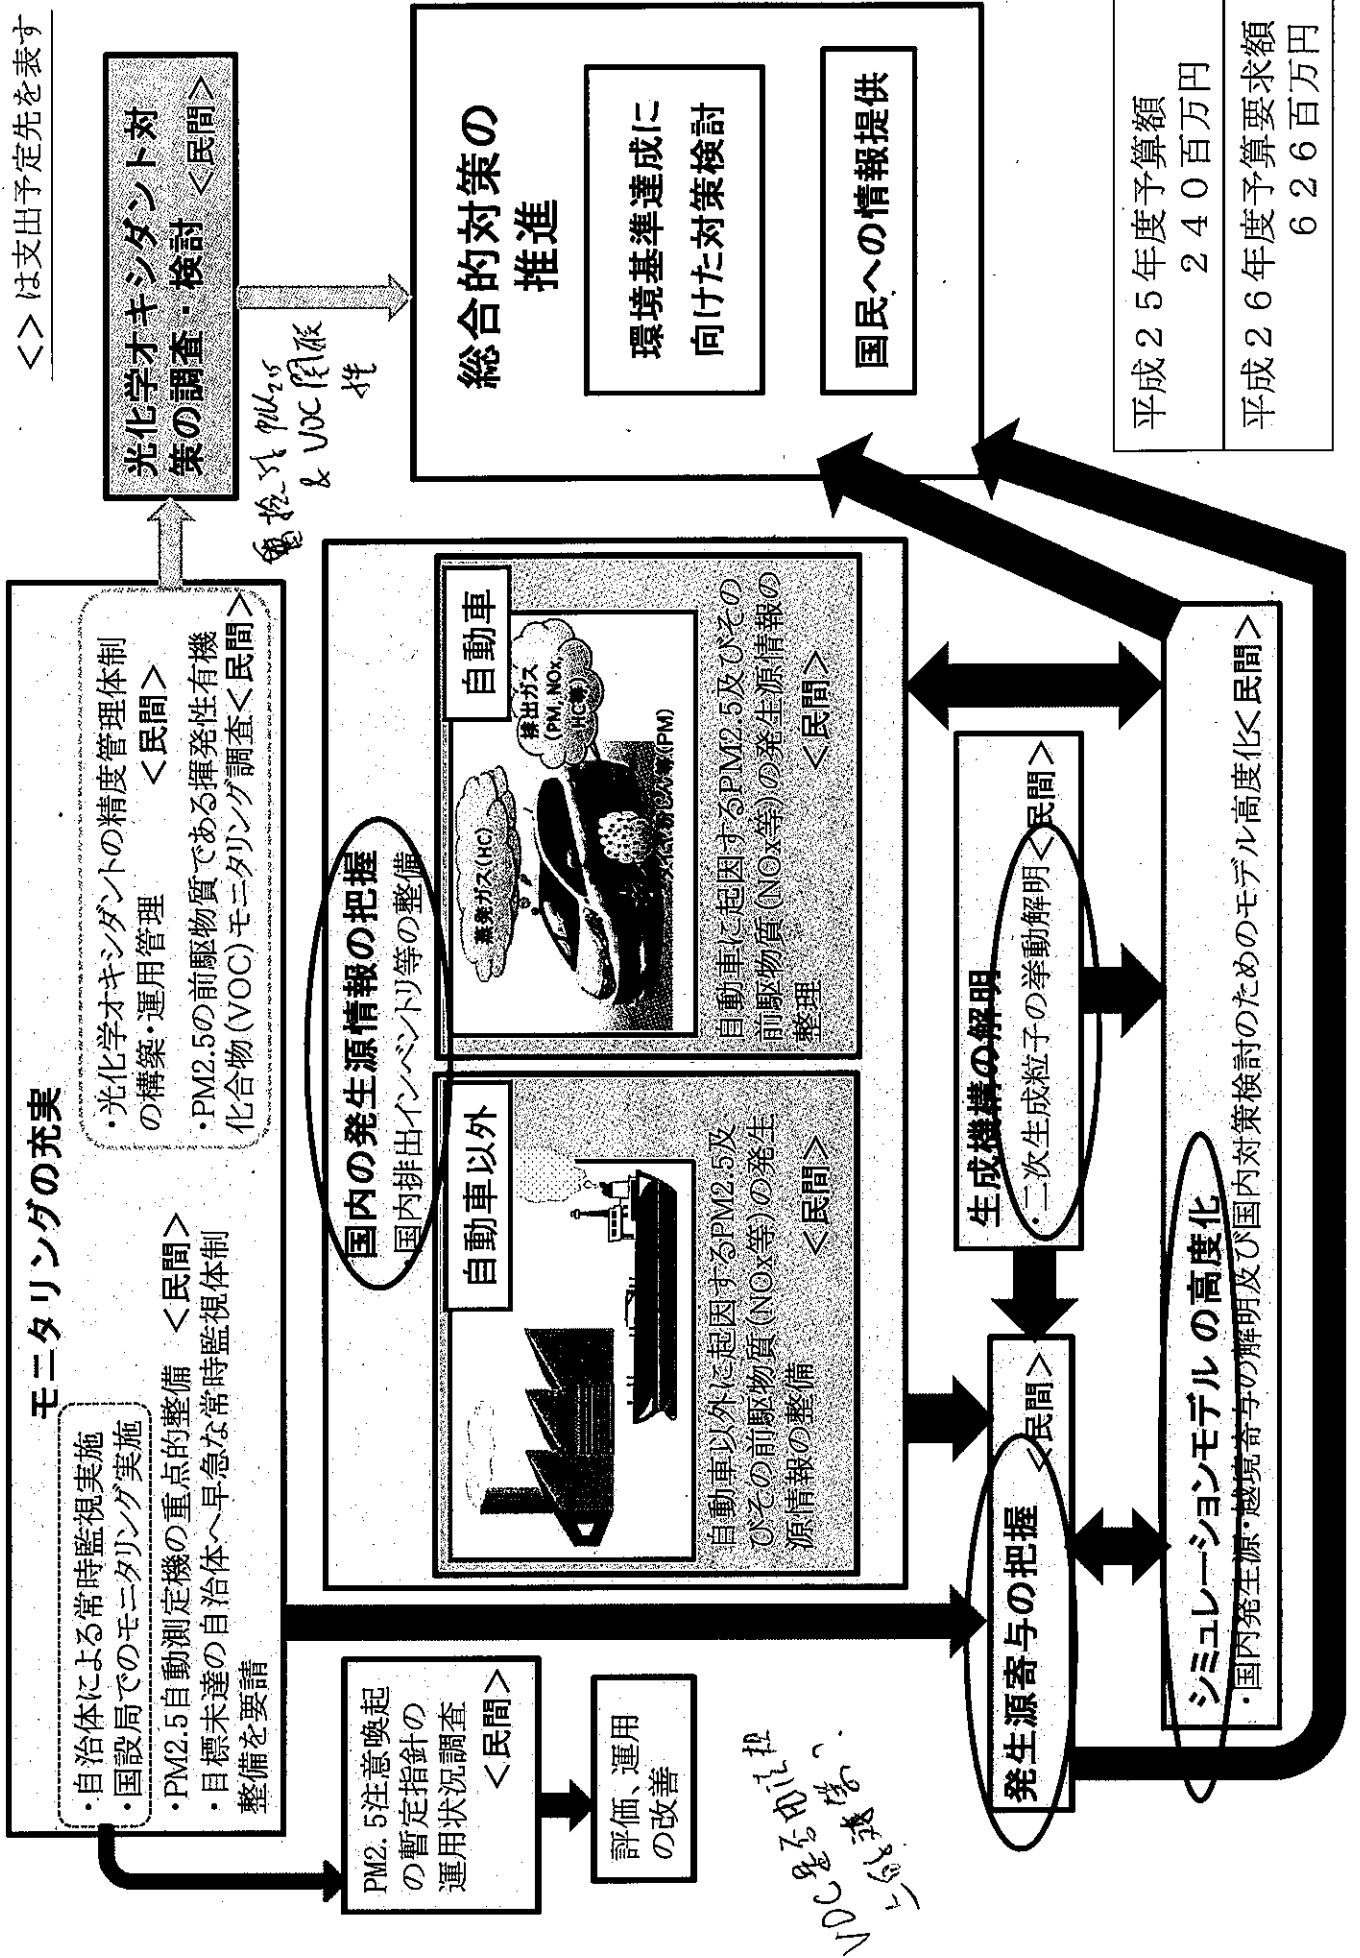 <>は支出予定先を表す
モニタリングの充実
・自治体による常時監視実施
・国設局でのモニタリング実施
・PM2.5自動測定機の重点的整備 <民間>
・目標未達の自治体へ早急な常時監視体制
整備を要請
・光化学オキシダントの精度管理体制
の構築・運用管理 <民間>
・PM2.5の前駆物質である揮発性有機
化合物(VOC)モニタリング調査<民間>
光化学オキシダント対
策の調査・検討 <民間>
PM2.5
& VOC 関
PM2.5注意喚起
の暫定指針の
運用状況調査
<民間>
評価、運用
の改善
国内の発生源情報の把握
国内排出インベントリ等の整備
自動車以外
自動車以外に起因するPM2.5及
びその前駆物質(NOx等)の発生
源情報の整備 <民間>
自動車
蒸発ガス(HC)
排出ガス
(PM, NOx,
HC等)
タイヤ粉じん等(PM)
自動車に起因するPM2.5及びその
前駆物質(NOx等)の発生源情報の
整理 <民間>
総合的対策の
推進
環境基準達成に
向けた対策検討
国民への情報提供
VOC
発生源寄与の把握
<民間>
生成機構の解明
・二次生成粒子の挙動解明<民間>
シミュレーションモデルの高度化
・国内発生源・越境寄与の解明及び国内対策検討のためのモデル高度化<民間>
平成25年度予算額
240百万円
平成26年度予算要求額
626百万円